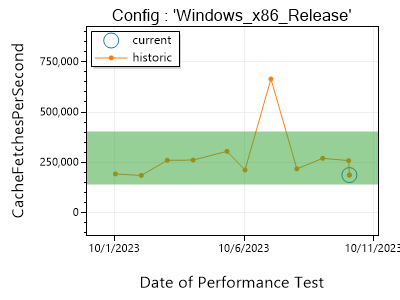 Config : 'Windows_x86_Release'
current
historic
CacheFetchesPerSecond
750,000
500,000
250,000
0
10/1/2023
10/6/2023
10/11/2023
Date of Performance Test